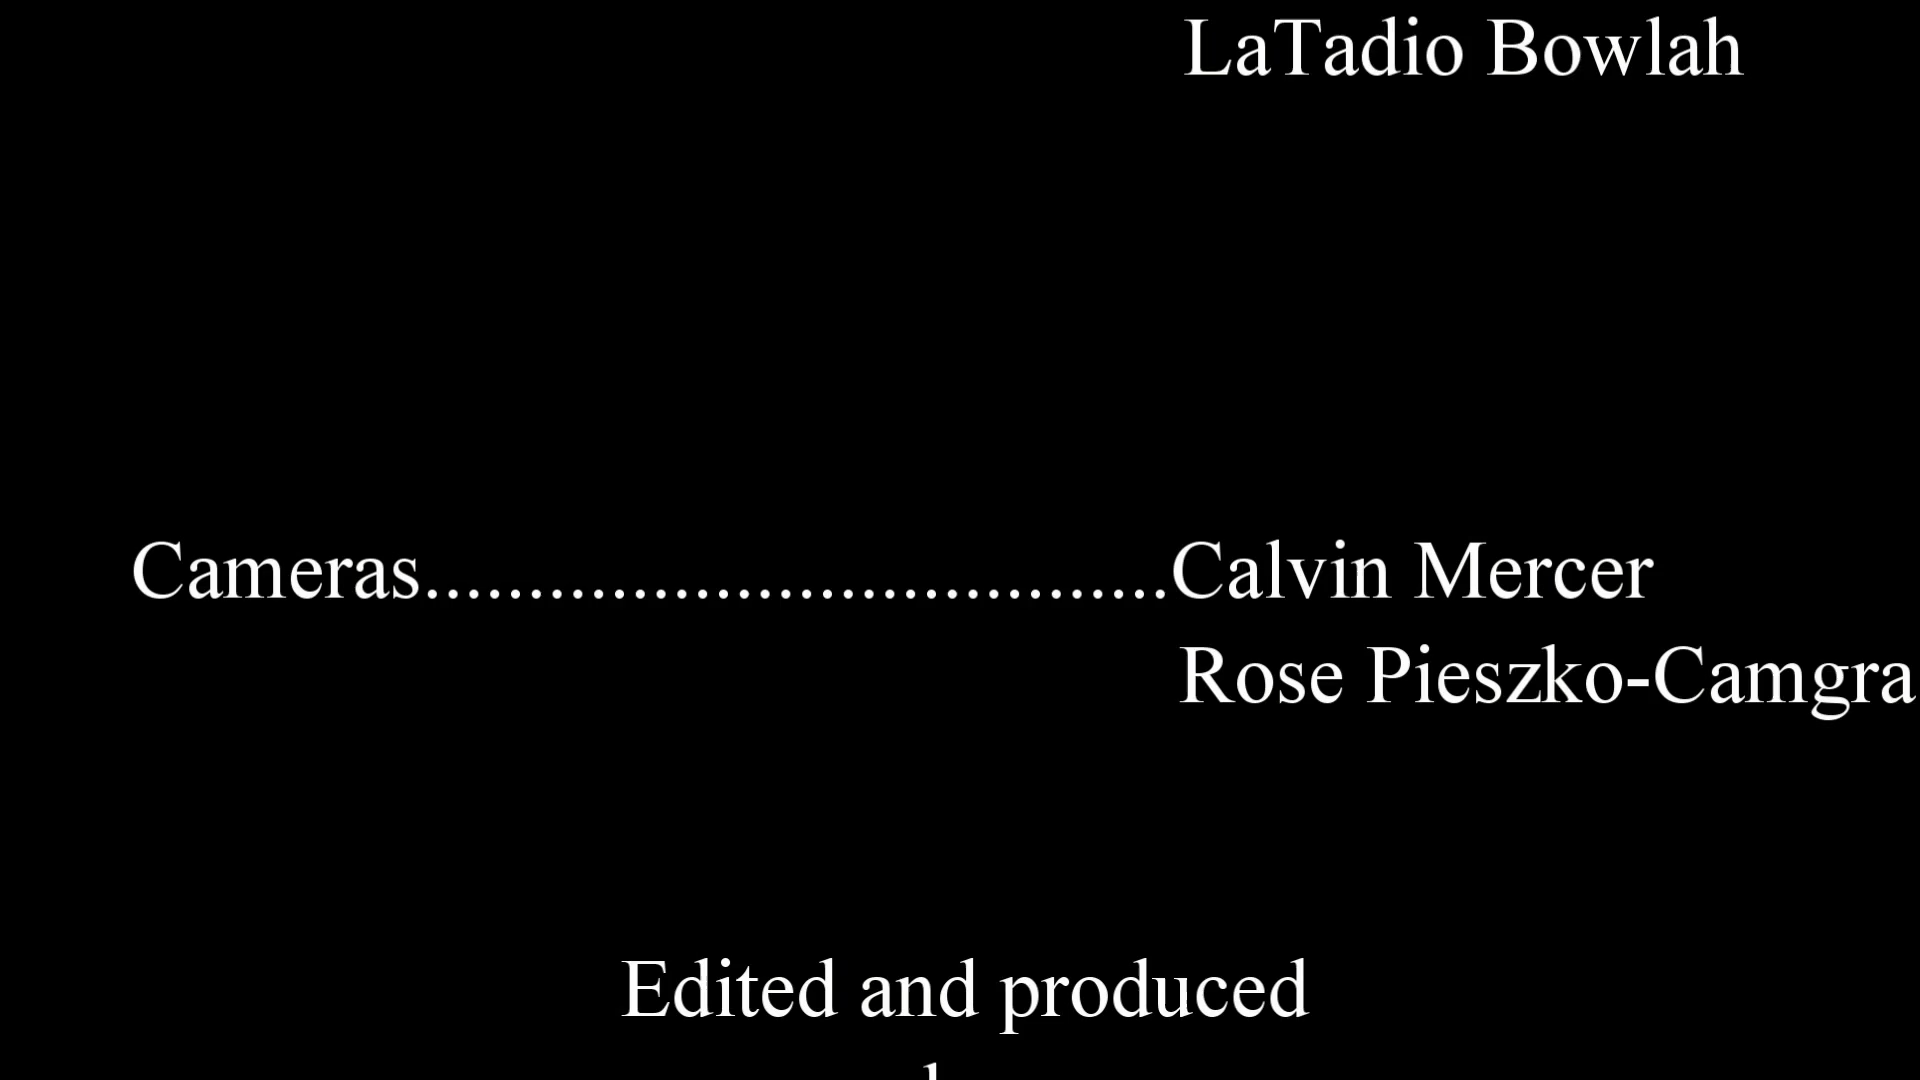 LaTadio Bowlah
Cameras....................................Calvin Mercer
Rose Pieszko-Camgra
Edited and produced